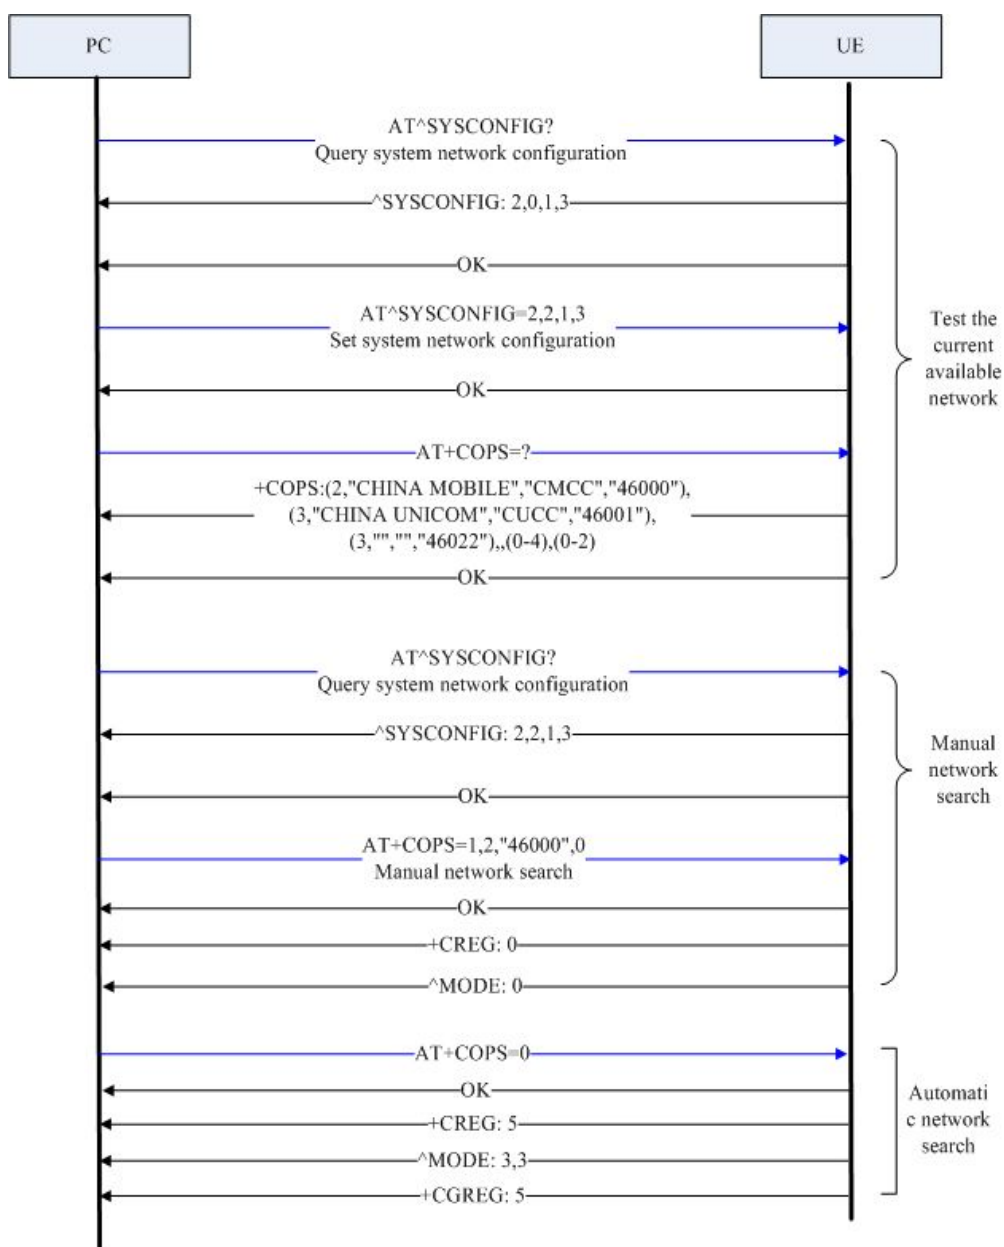 PC
UE
AT^SYSCONFIG?
Query system network configuration
^SYSCONFIG: 2,0,1,3
OK
AT^SYSCONFIG=2,2,1,3
Set system network configuration
OK
AT+COPS=?
+COPS:(2,"CHINA MOBILE","CMCC","46000"),
(3,"CHINA UNICOM","CUCC","46001"),
(3,"","","46022"),,(0-4),(0-2)
OK
Test the
current
available
network
AT^SYSCONFIG?
Query system network configuration
^SYSCONFIG: 2,2,1,3
OK
AT+COPS=1,2,"46000",0
Manual network search
OK
+CREG: 0
^MODE: 0
Manual
network
search
AT+COPS=0
OK
+CREG: 5
^MODE: 3,3
+CGREG: 5
Automati
c network
search